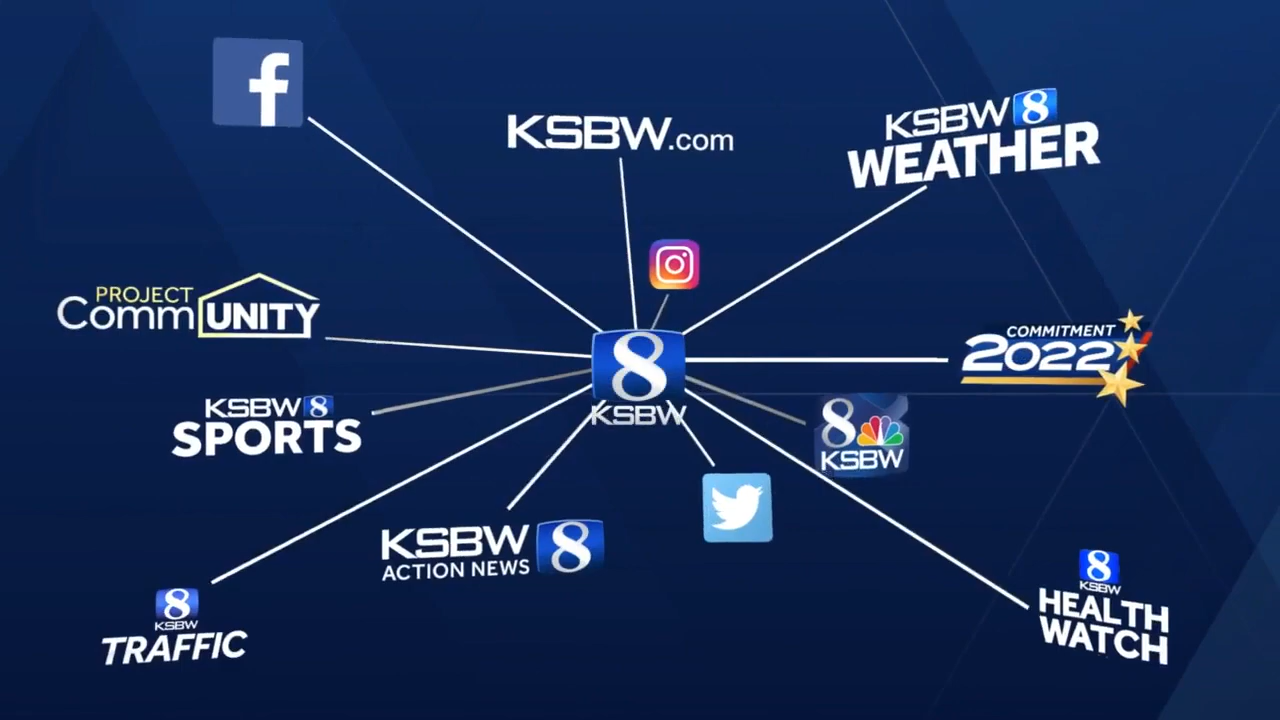 f
KSBW.com
KSBW 8
WEATHER
PROJECT
CommUNITY
COMMITMENT
2022
8
KSBW
KSBW 8
SPORTS
8
KSBW
KSBW 8
ACTION NEWS
8
KSBW
TRAFFIC
8
KSBW
HEALTH
WATCH